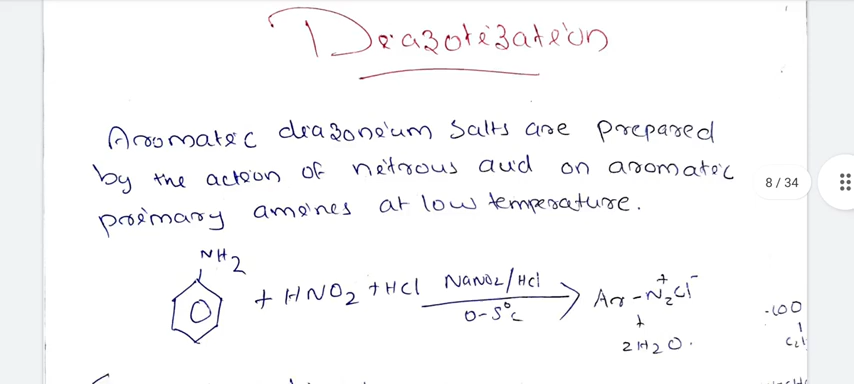 Diazotization
Aromatic diazonium salts are prepared
by the action of nitrous acid on aromatic
primary amines at low temperature.
NH2
+ HNO2 + HCl NaNO2/HCl 0-5°C → Ar-N2+Cl-
+
2H2O.
8 / 34
-COO